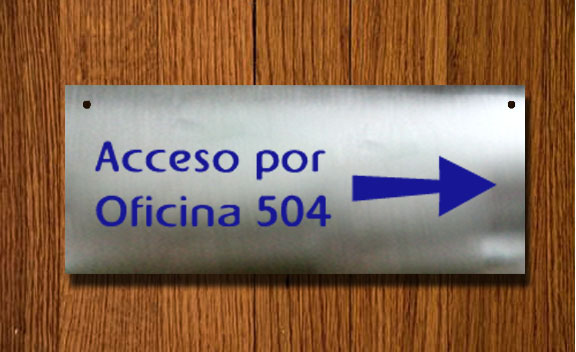 Acceso por
Oficina 504